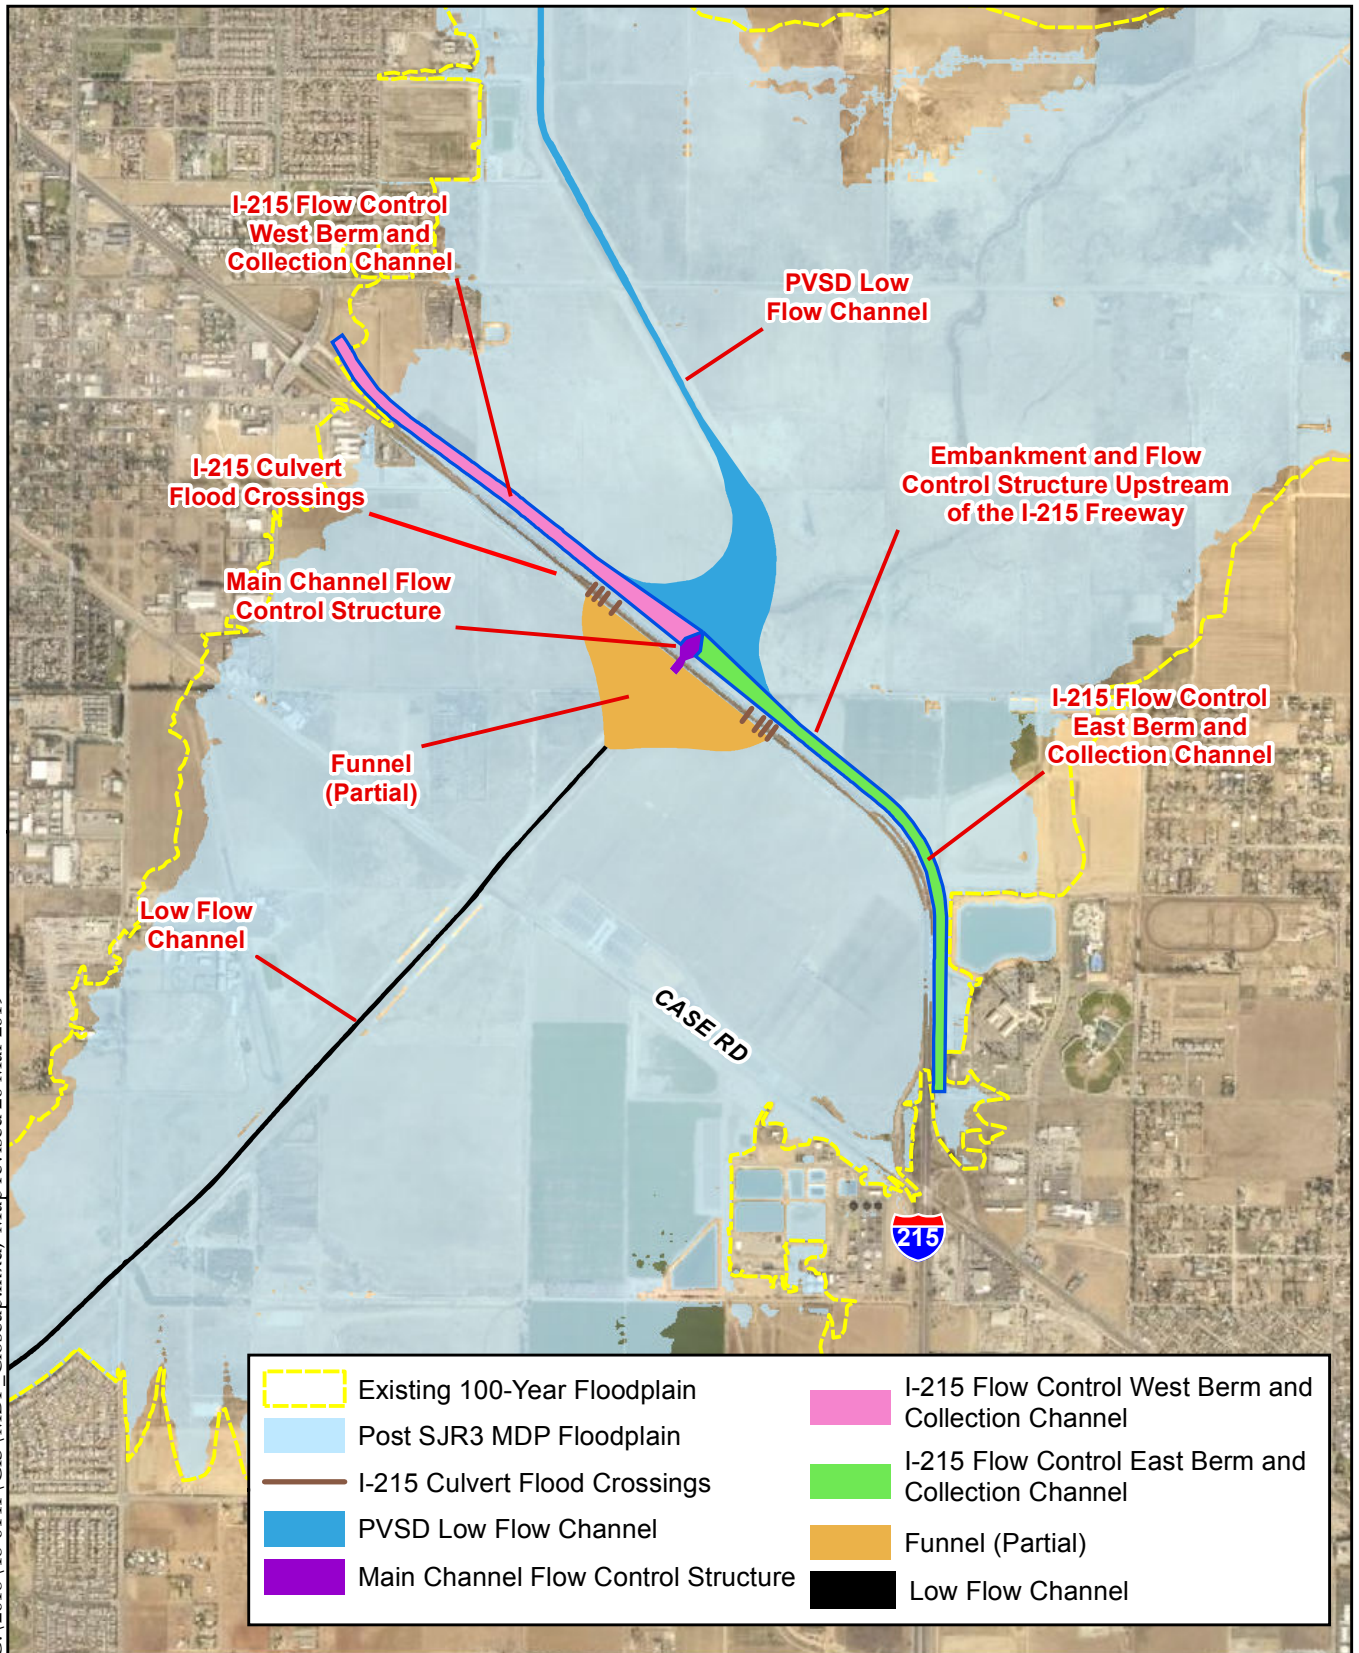 I-215 Flow Control
West Berm and
Collection Channel
PVSD Low
Flow Channel
I-215 Culvert
Flood Crossings
Embankment and Flow
Control Structure Upstream
of the I-215 Freeway
Main Channel Flow
Control Structure
I-215 Flow Control
East Berm and
Collection Channel
Funnel
(Partial)
Low Flow
Channel
CASE RD
215
Existing 100-Year Floodplain
Post SJR3 MDP Floodplain
I-215 Culvert Flood Crossings
PVSD Low Flow Channel
Main Channel Flow Control Structure
I-215 Flow Control West Berm and
Collection Channel
I-215 Flow Control East Berm and
Collection Channel
Funnel (Partial)
Low Flow Channel